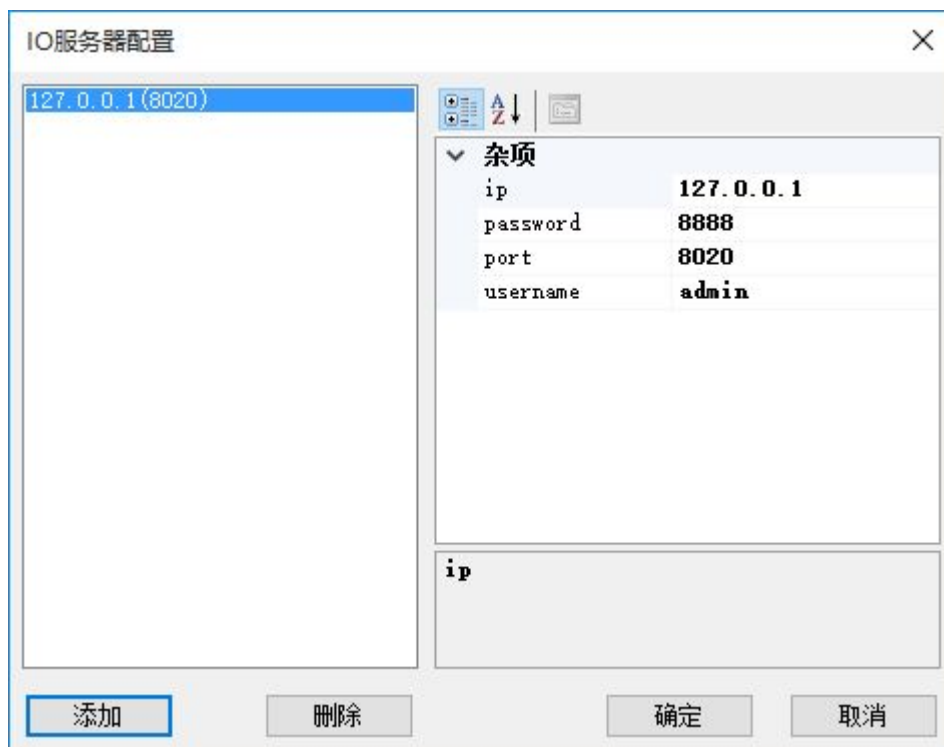 IO服务器配置
127.0.0.1(8020)
杂项
ip 127.0.0.1
password 8888
port 8020
username admin
ip
添加 删除 确定 取消